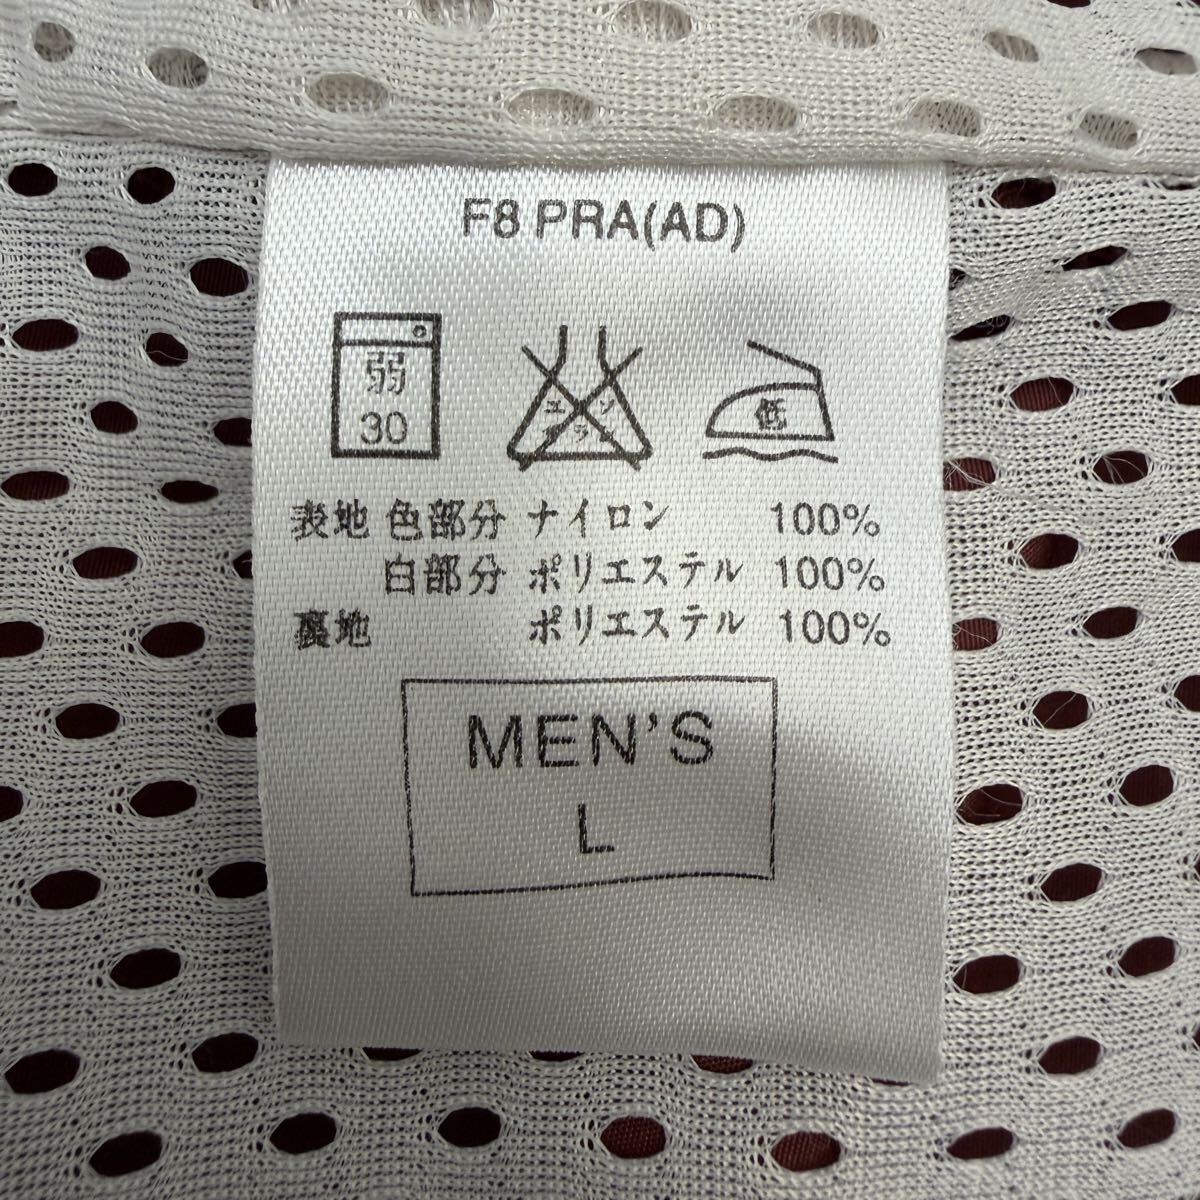 F8 PRA(AD)
弱
30
エン
ソラ
低
表地 色部分 ナイロン 100%
白部分 ポリエステル 100%
裏地 ポリエステル 100%
MEN'S
L